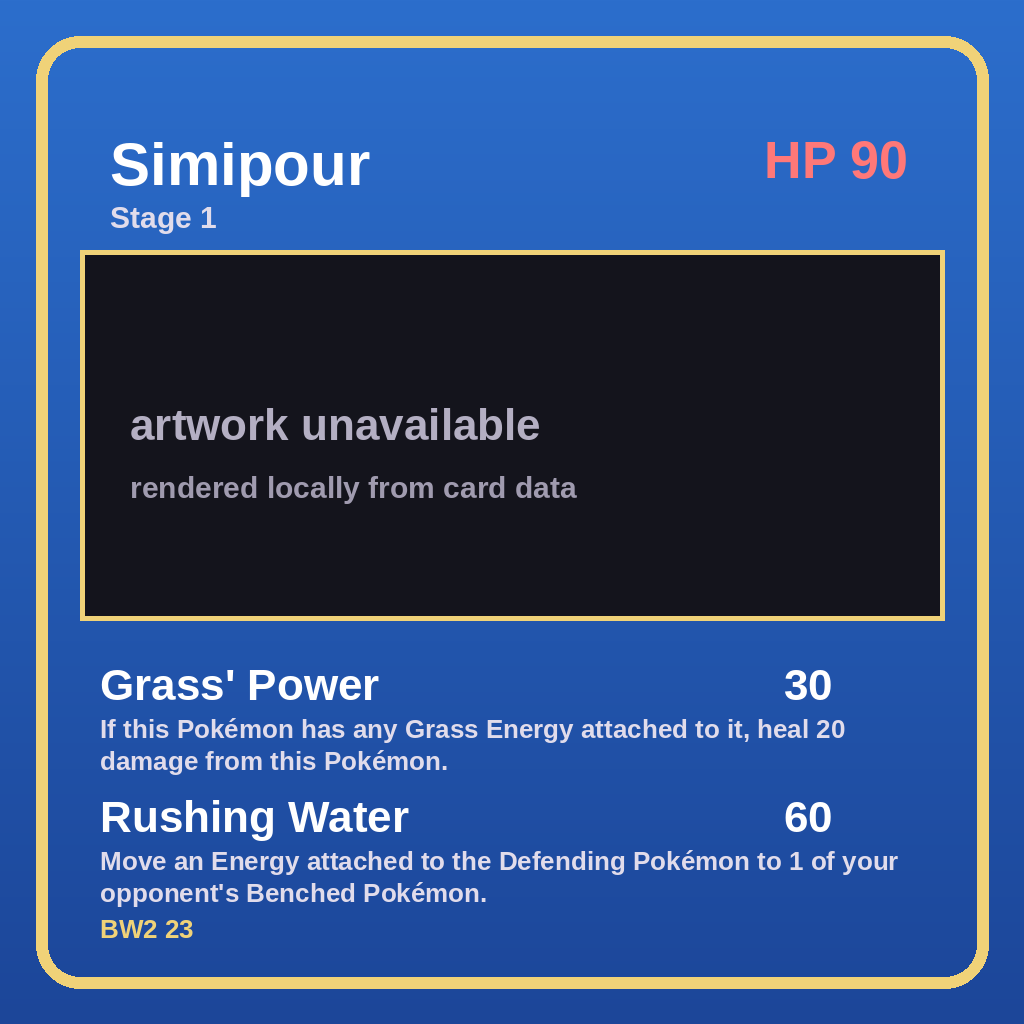 Simipour
HP 90
Stage 1
artwork unavailable
rendered locally from card data
Grass' Power 30
If this Pokémon has any Grass Energy attached to it, heal 20
damage from this Pokémon.
Rushing Water 60
Move an Energy attached to the Defending Pokémon to 1 of your
opponent's Benched Pokémon.
BW2 23